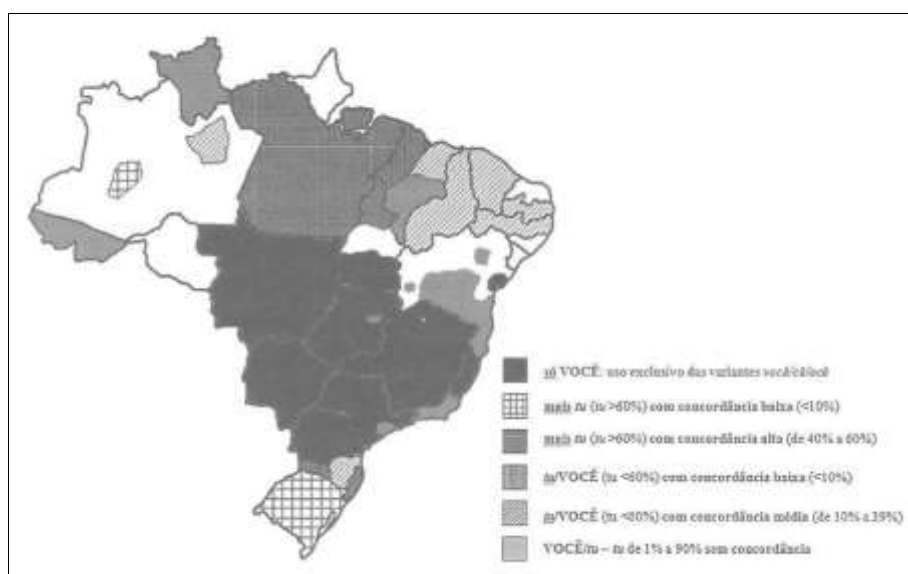 só VOCÊ: uso exclusivo das variantes você/cê/ocê
mais tu (tu >60%) com concordância baixa (<10%)
mais tu (tu >60%) com concordância alta (de 40% a 60%)
tu/VOCÊ (tu <60%) com concordância baixa (<10%)
tu/VOCÊ (tu <60%) com concordância média (de 10% a 39%)
VOCÊ/tu – tu de 1% a 90% sem concordância